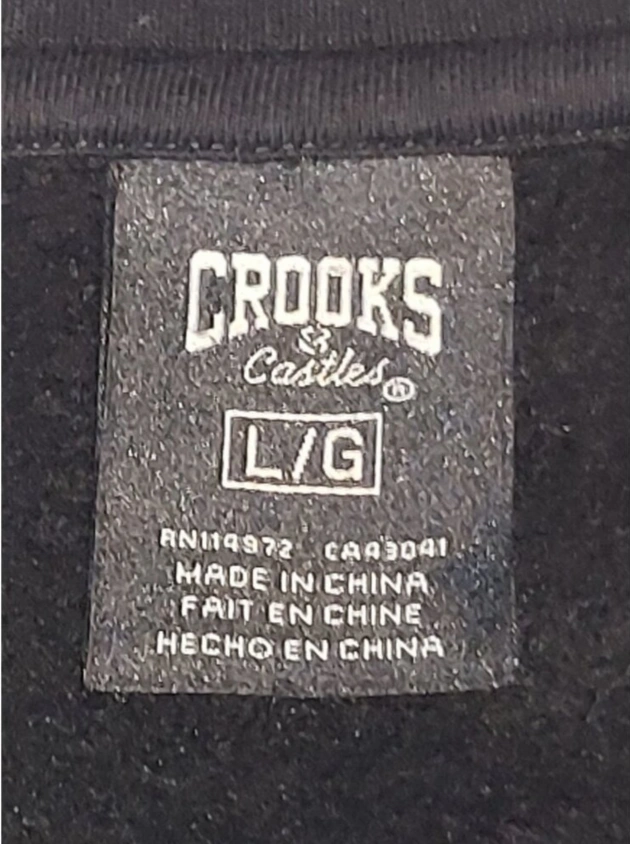 CROOKS
&
Castles®
L/G
RN114972 CA43041
MADE IN CHINA
FAIT EN CHINE
HECHO EN CHINA